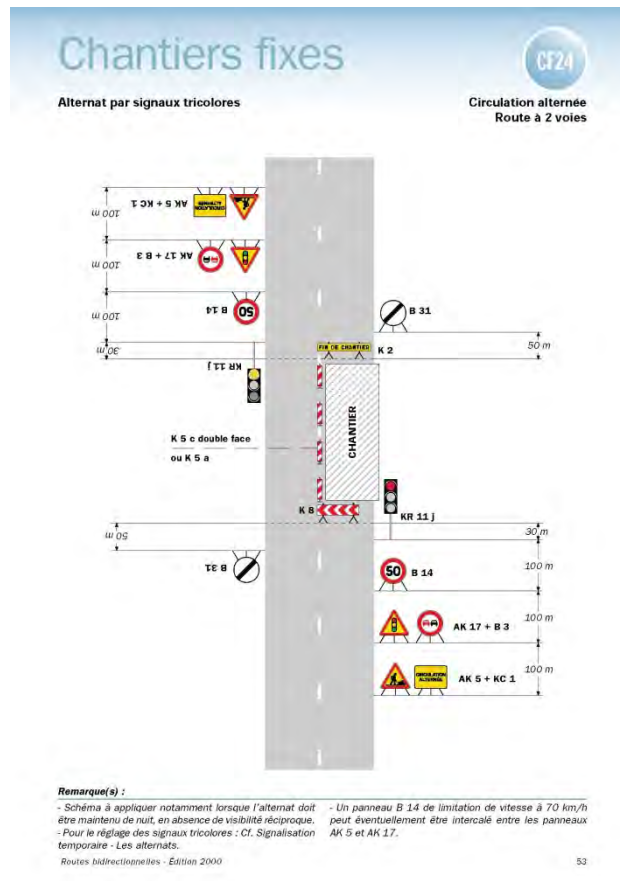 Chantiers fixes
CF24
Alternat par signaux tricolores
Circulation alternée
Route à 2 voies
AK 5 + KC 1
CIRCULATION
ALTERNÉE
100 m
AK 17 + B 3
100 m
B 14
50
100 m
30 m
KR 11 j
B 31
50 m
FIN DE CHANTIER
K 2
CHANTIER
K 5 c double face
ou K 5 a
K 8
KR 11 j
50 m
30 m
B 31
50
B 14
100 m
AK 17 + B 3
100 m
CIRCULATION
ALTERNÉE
AK 5 + KC 1
100 m
Remarque(s) :
- Schéma à appliquer notamment lorsque l'alternat doit
être maintenu de nuit, en absence de visibilité réciproque.
- Pour le réglage des signaux tricolores : Cf. Signalisation
temporaire - Les alternats.
- Un panneau B 14 de limitation de vitesse à 70 km/h
peut éventuellement être intercalé entre les panneaux
AK 5 et AK 17.
Routes bidirectionnelles - Édition 2000
53